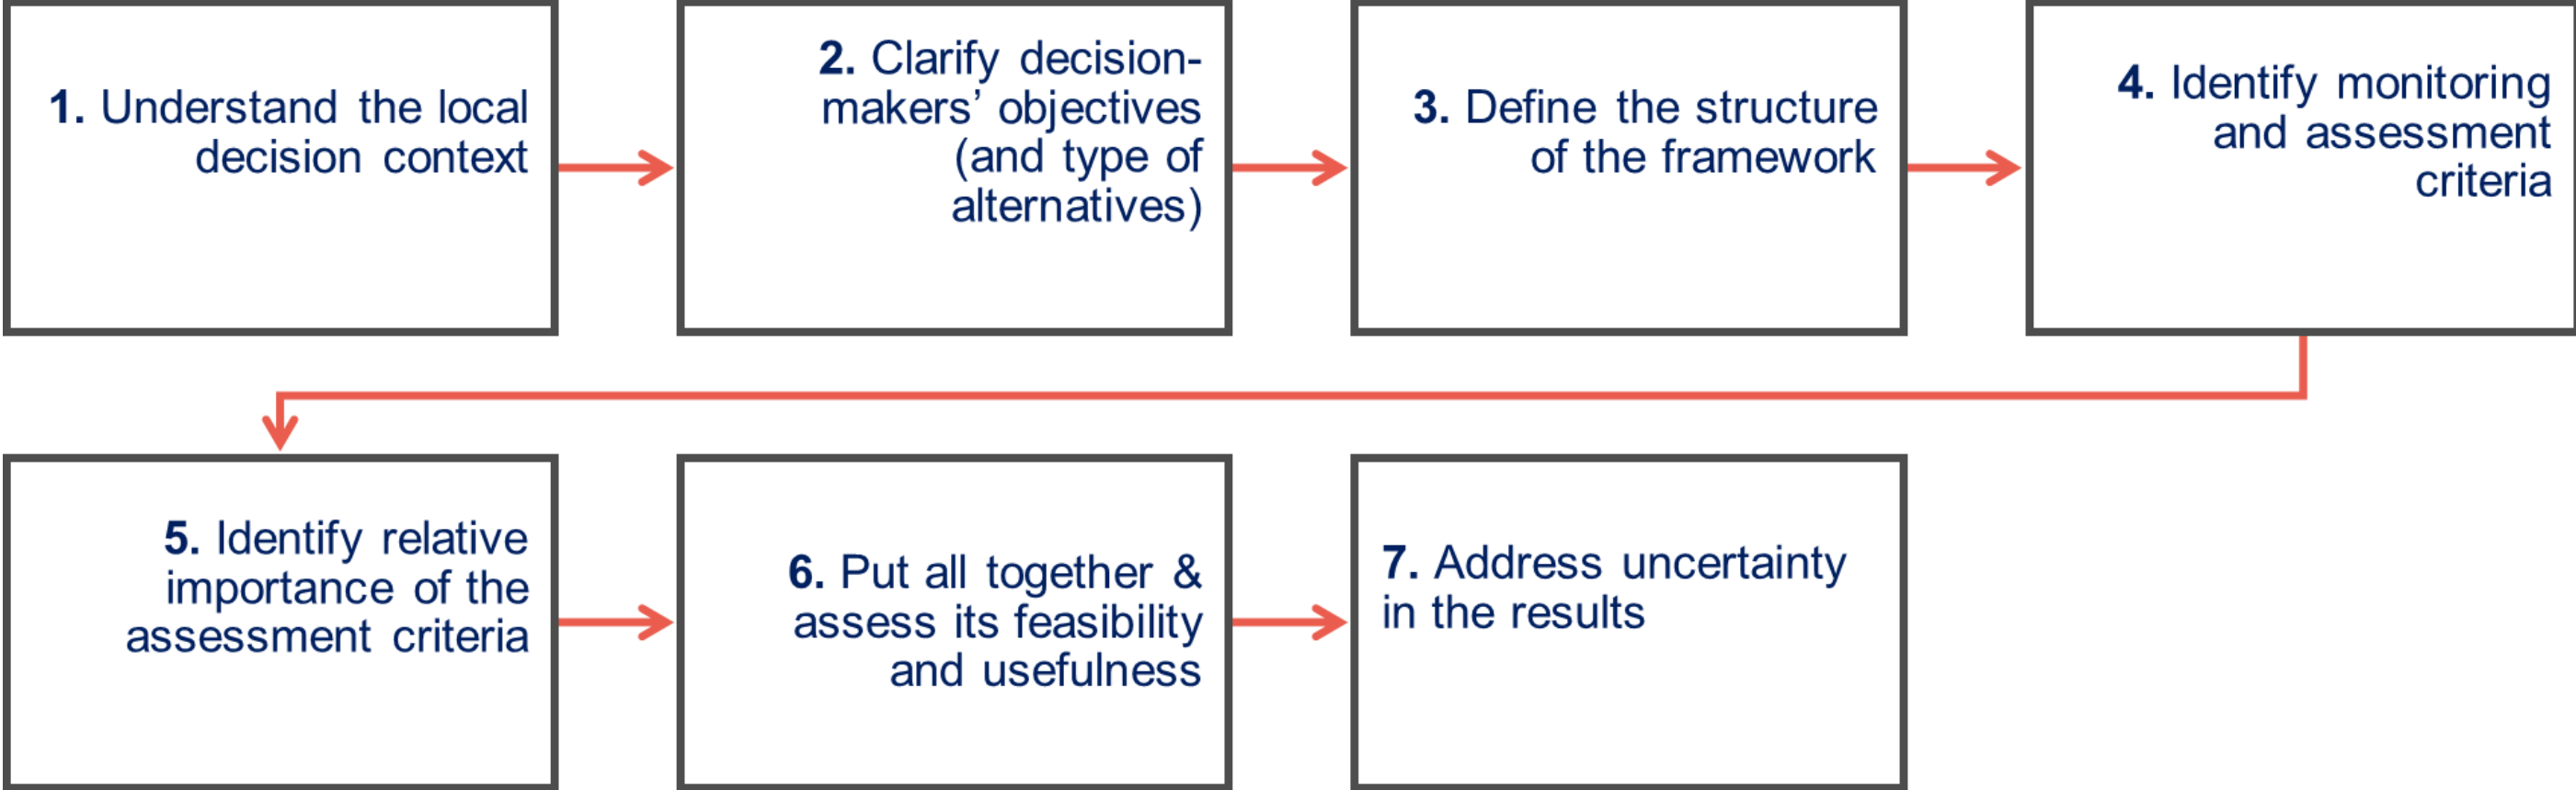 1. Understand the local
decision context
2. Clarify decision-
makers’ objectives
(and type of
alternatives)
3. Define the structure
of the framework
4. Identify monitoring
and assessment
criteria
5. Identify relative
importance of the
assessment criteria
6. Put all together &
assess its feasibility
and usefulness
7. Address uncertainty
in the results